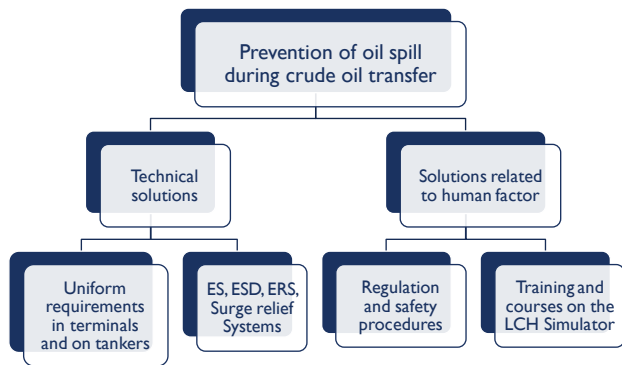 Prevention of oil spill
during crude oil transfer
Technical
solutions
Solutions related
to human factor
Uniform
requirements
in terminals
and on tankers
ES, ESD, ERS,
Surge relief
Systems
Regulation
and safety
procedures
Training and
courses on the
LCH Simulator